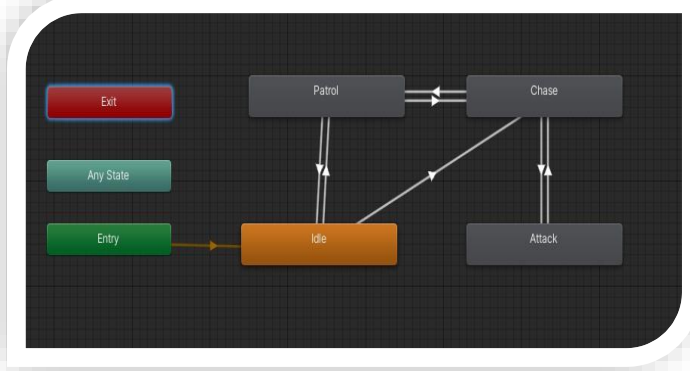 Patrol
Chase
Exit
Any State
Entry
Idle
Attack